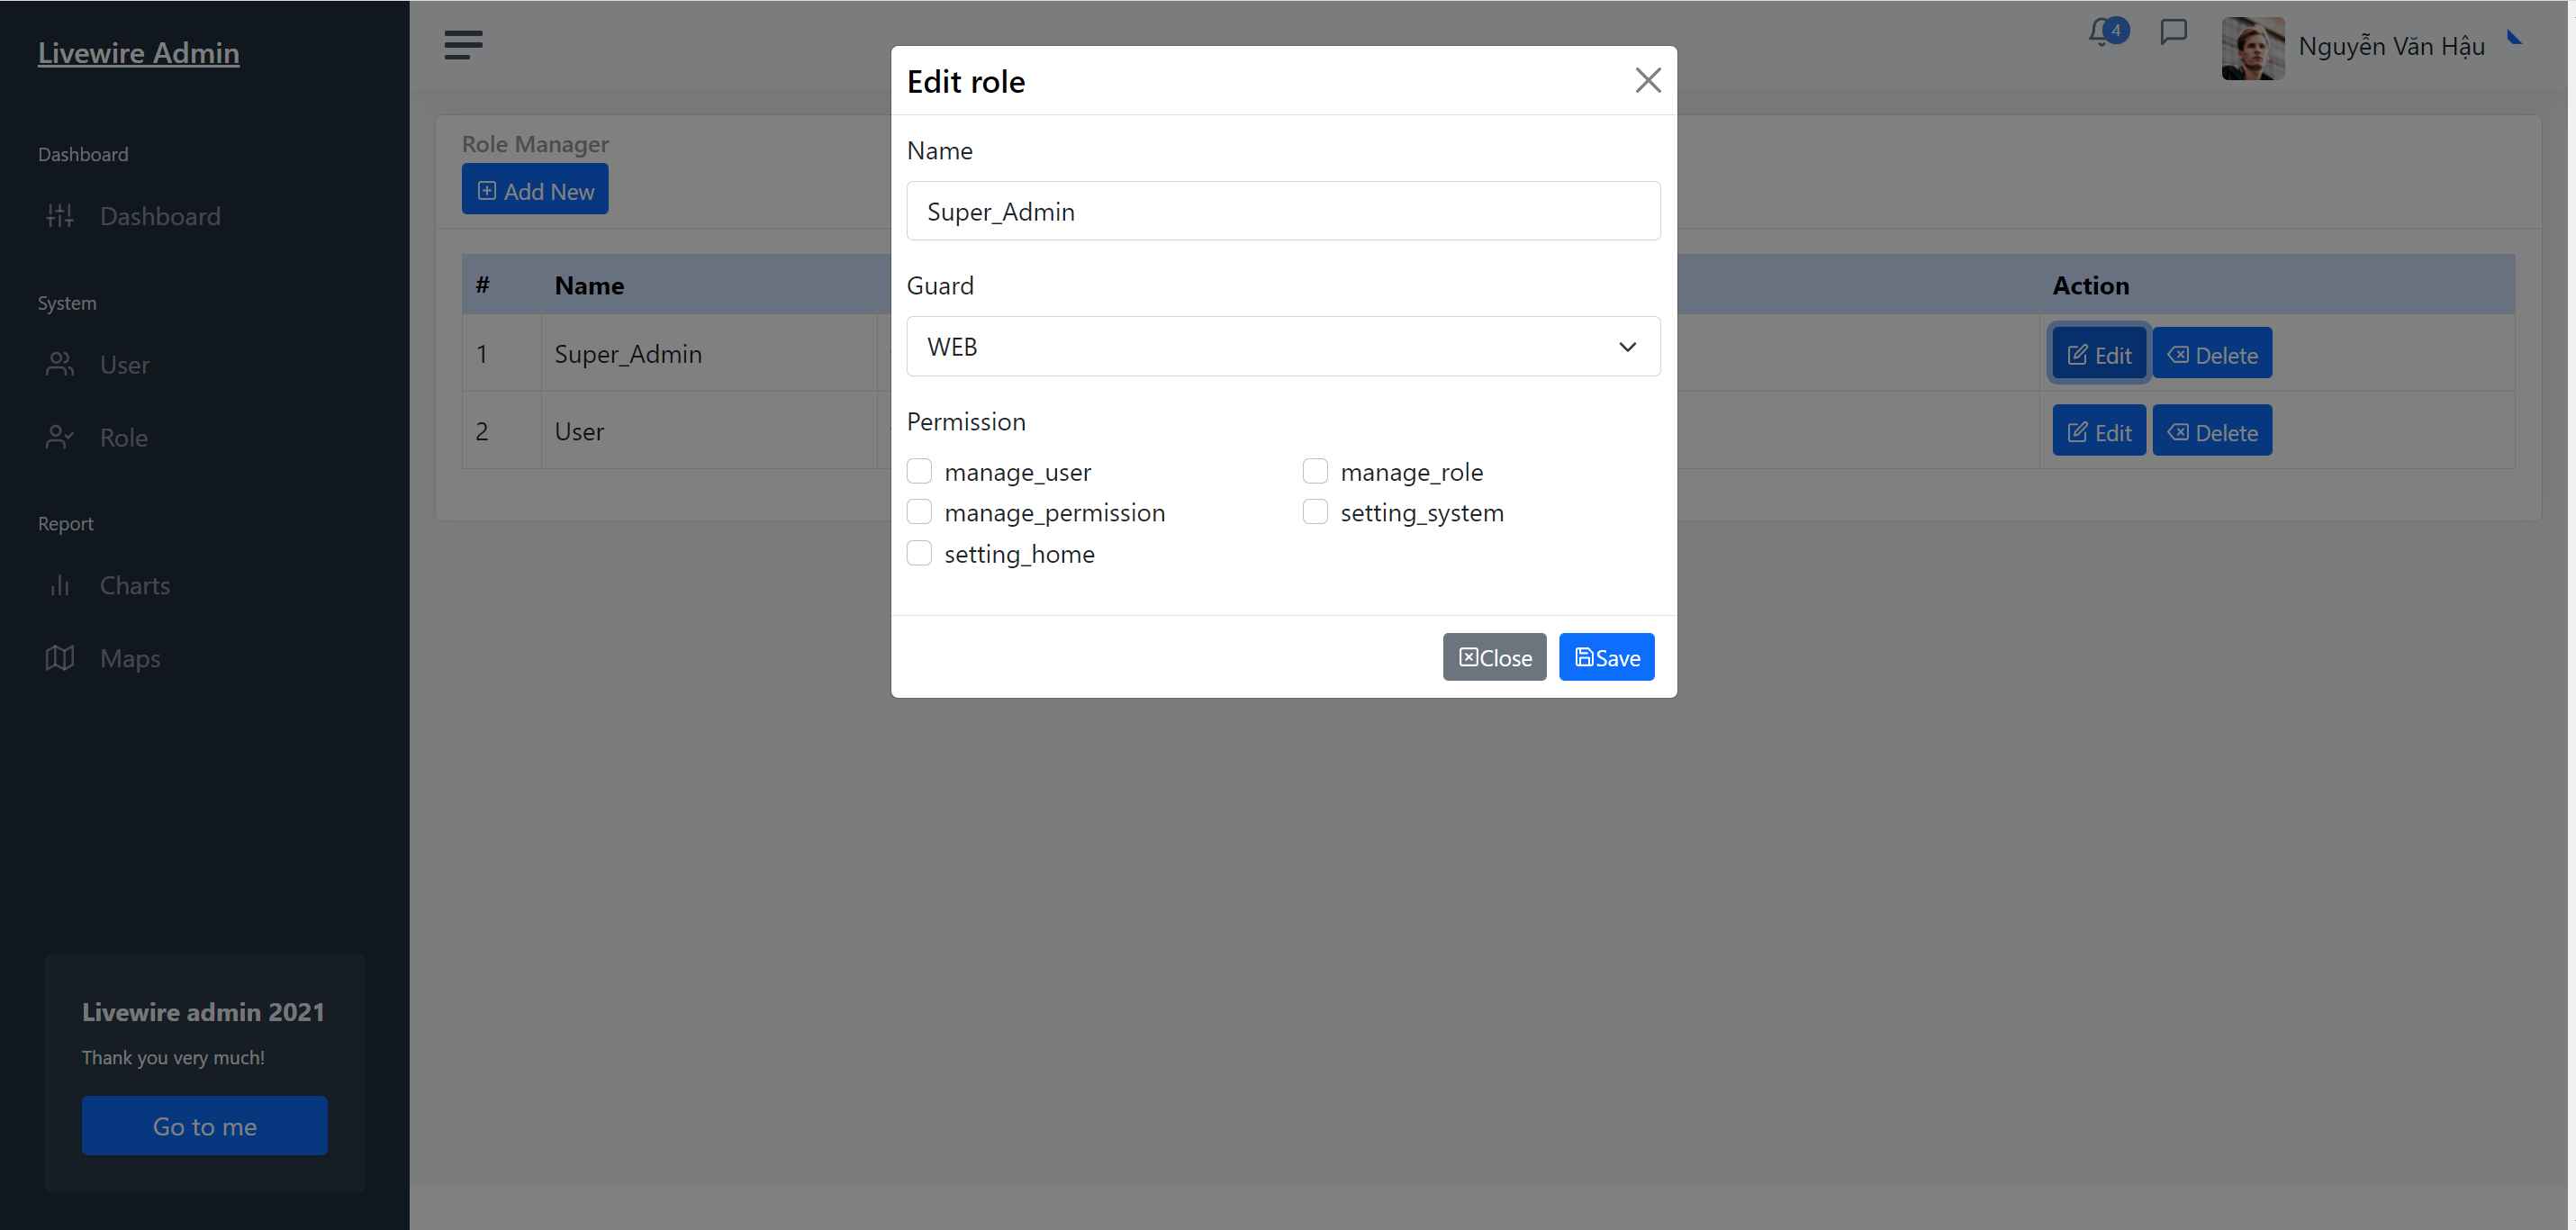 Livewire Admin
Dashboard
Dashboard
System
User
Role
Report
Charts
Maps
Livewire admin 2021
Thank you very much!
Go to me
4
Nguyễn Văn Hậu
Role Manager
Add New
# Name Action
1 Super_Admin Edit Delete
2 User Edit Delete
Edit role
Name
Super_Admin
Guard
WEB
Permission
manage_user manage_role
manage_permission setting_system
setting_home
Close Save